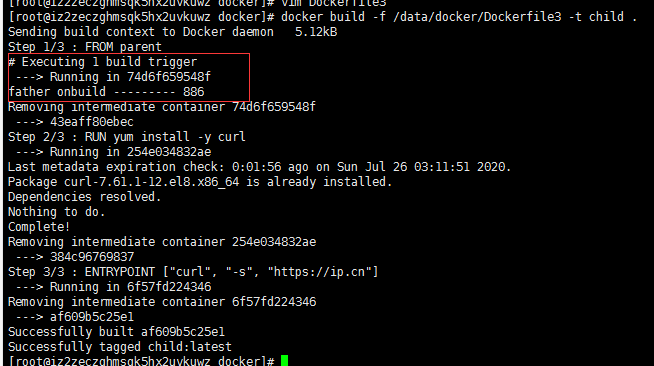 [root@iz2zeczghmsqk5hx2uvkuwz docker]# vim Dockerfile3
[root@iz2zeczghmsqk5hx2uvkuwz docker]# docker build -f /data/docker/Dockerfile3 -t child .
Sending build context to Docker daemon   5.12kB
Step 1/3 : FROM parent
# Executing 1 build trigger
 ---> Running in 74d6f659548f
father onbuild --------- 886
Removing intermediate container 74d6f659548f
 ---> 43eaff80ebec
Step 2/3 : RUN yum install -y curl
 ---> Running in 254e034832ae
Last metadata expiration check: 0:01:56 ago on Sun Jul 26 03:11:51 2020.
Package curl-7.61.1-12.el8.x86_64 is already installed.
Dependencies resolved.
Nothing to do.
Complete!
Removing intermediate container 254e034832ae
 ---> 384c96769837
Step 3/3 : ENTRYPOINT ["curl", "-s", "https://ip.cn"]
 ---> Running in 6f57fd224346
Removing intermediate container 6f57fd224346
 ---> af609b5c25e1
Successfully built af609b5c25e1
Successfully tagged child:latest
[root@iz2zeczghmsqk5hx2uvkuwz docker]#